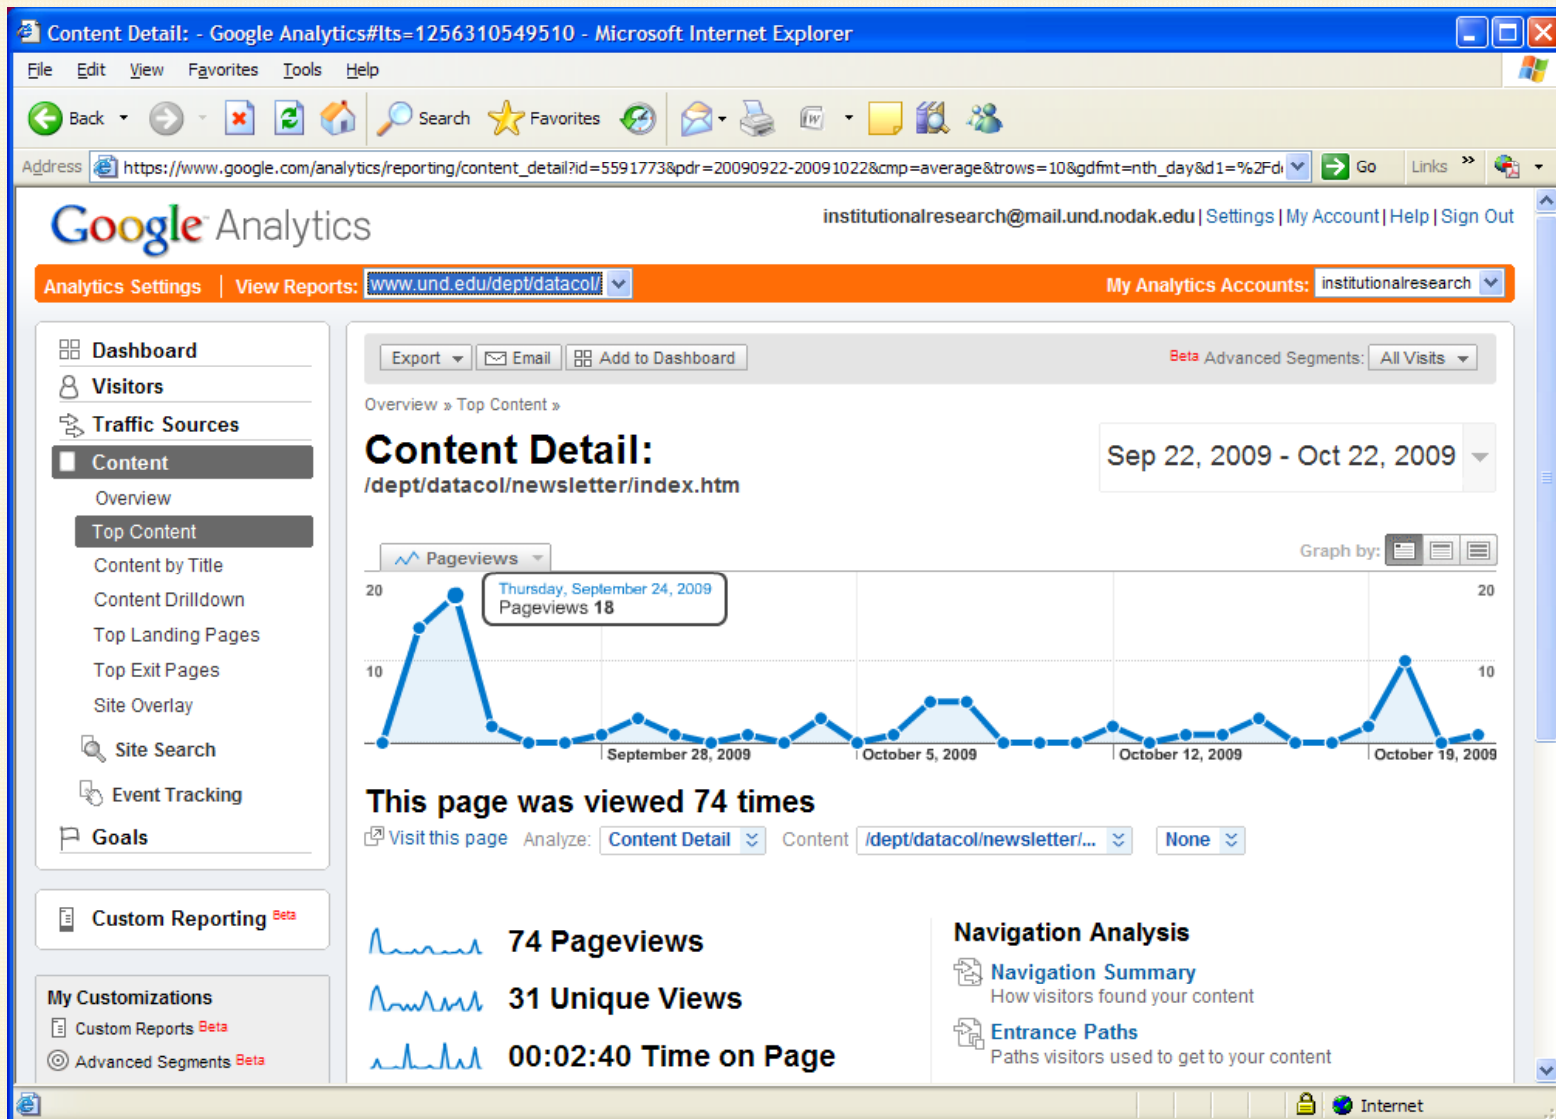 Content Detail: - Google Analytics#lts=1256310549510 - Microsoft Internet Explorer
File Edit View Favorites Tools Help
Back Search Favorites
Address https://www.google.com/analytics/reporting/content_detail?id=5591773&pdr=20090922-20091022&cmp=average&trows=10&gdfmt=nth_day&d1=%2Fd Go Links »
Google Analytics
institutionalresearch@mail.und.nodak.edu | Settings | My Account | Help | Sign Out
Analytics Settings | View Reports: www.und.edu/dept/datacol/ My Analytics Accounts: institutionalresearch
Dashboard
Visitors
Traffic Sources
Content
Overview
Top Content
Content by Title
Content Drilldown
Top Landing Pages
Top Exit Pages
Site Overlay
Site Search
Event Tracking
Goals
Custom Reporting Beta
My Customizations
Custom Reports Beta
Advanced Segments Beta
Export Email Add to Dashboard
Beta Advanced Segments: All Visits
Overview » Top Content »
Content Detail:
/dept/datacol/newsletter/index.htm
Sep 22, 2009 - Oct 22, 2009
Pageviews
Graph by:
20 20
Thursday, September 24, 2009
Pageviews 18
10 10
September 28, 2009 October 5, 2009 October 12, 2009 October 19, 2009
This page was viewed 74 times
Visit this page Analyze: Content Detail Content /dept/datacol/newsletter/... None
74 Pageviews
31 Unique Views
00:02:40 Time on Page
Navigation Analysis
Navigation Summary
How visitors found your content
Entrance Paths
Paths visitors used to get to your content
Internet